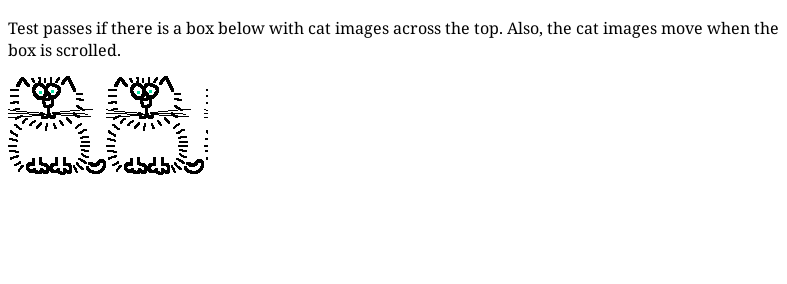 Test passes if there is a box below with cat images across the top. Also, the cat images move when the
box is scrolled.